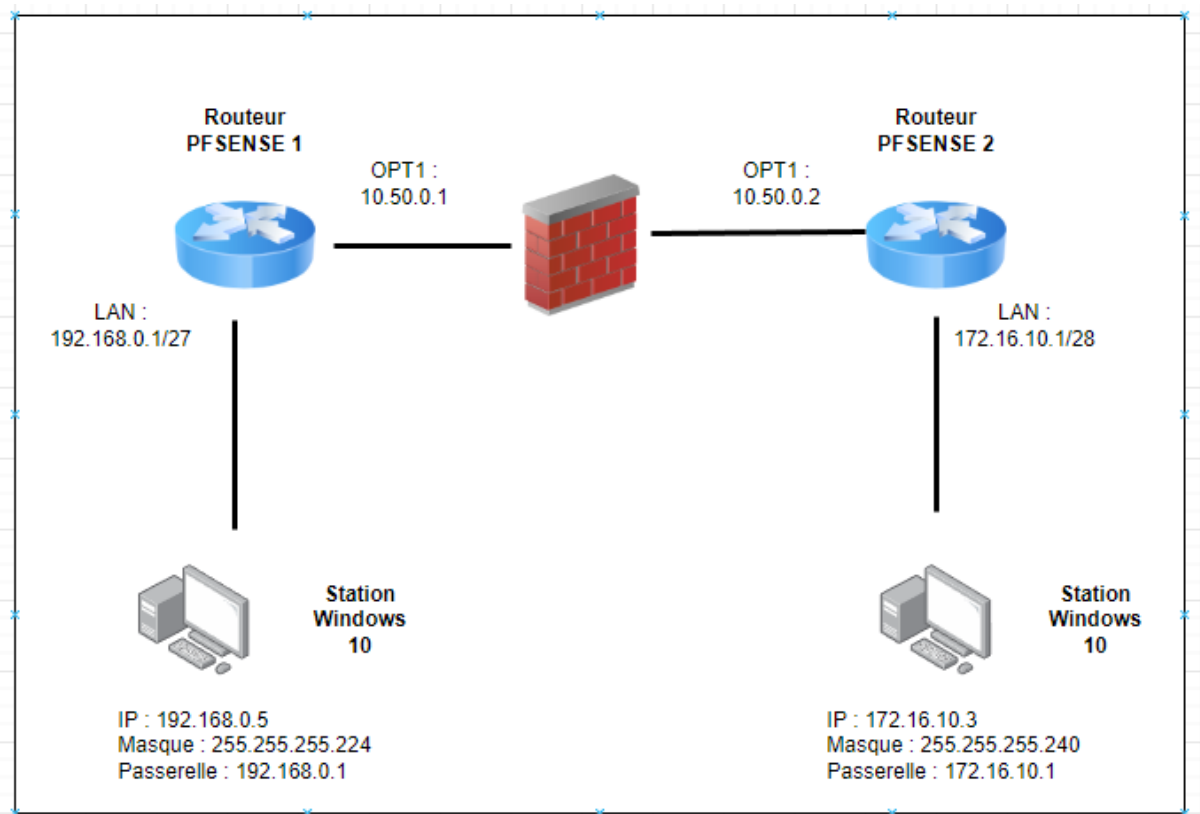 Routeur
PFSENSE 1
Routeur
PFSENSE 2
OPT1 :
10.50.0.1
OPT1 :
10.50.0.2
LAN :
192.168.0.1/27
LAN :
172.16.10.1/28
Station
Windows
10
Station
Windows
10
IP : 192.168.0.5
Masque : 255.255.255.224
Passerelle : 192.168.0.1
IP : 172.16.10.3
Masque : 255.255.255.240
Passerelle : 172.16.10.1